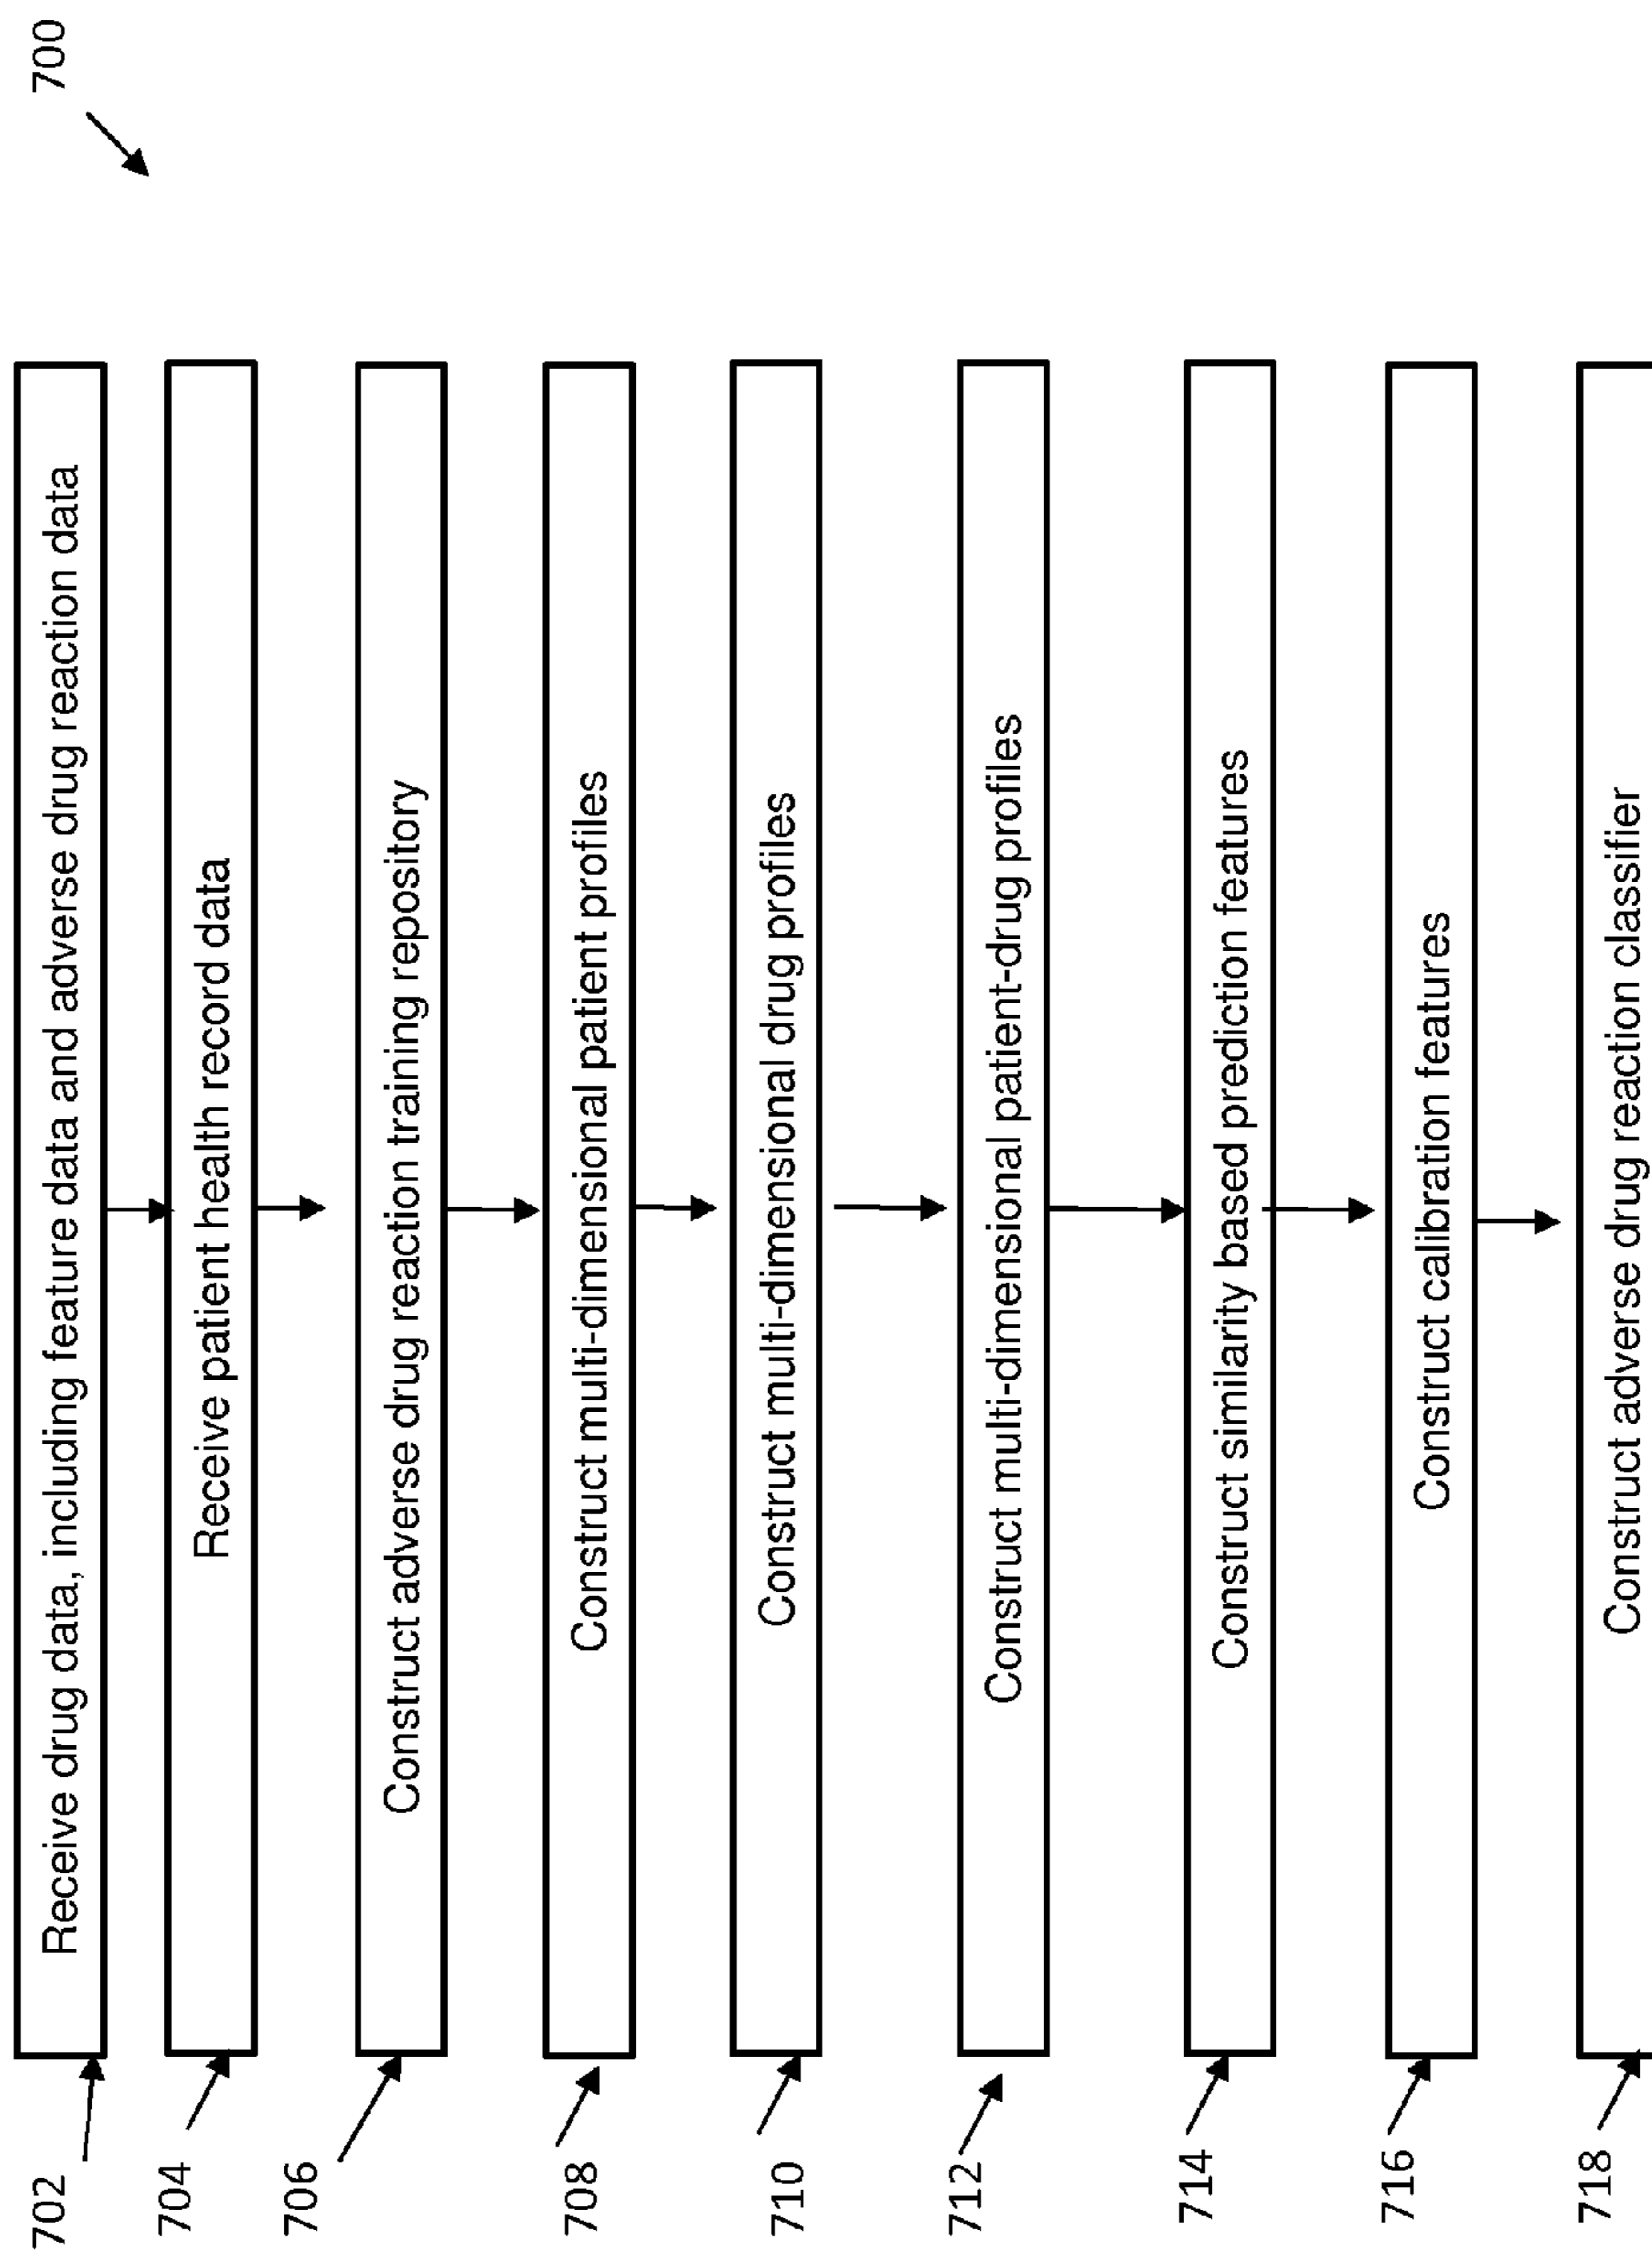 700
702
Receive drug data, including feature data and adverse drug reaction data
704
Receive patient health record data
706
Construct adverse drug reaction training repository
708
Construct multi-dimensional patient profiles
710
Construct multi-dimensional drug profiles
712
Construct multi-dimensional patient-drug profiles
714
Construct similarity based prediction features
716
Construct calibration features
718
Construct adverse drug reaction classifier